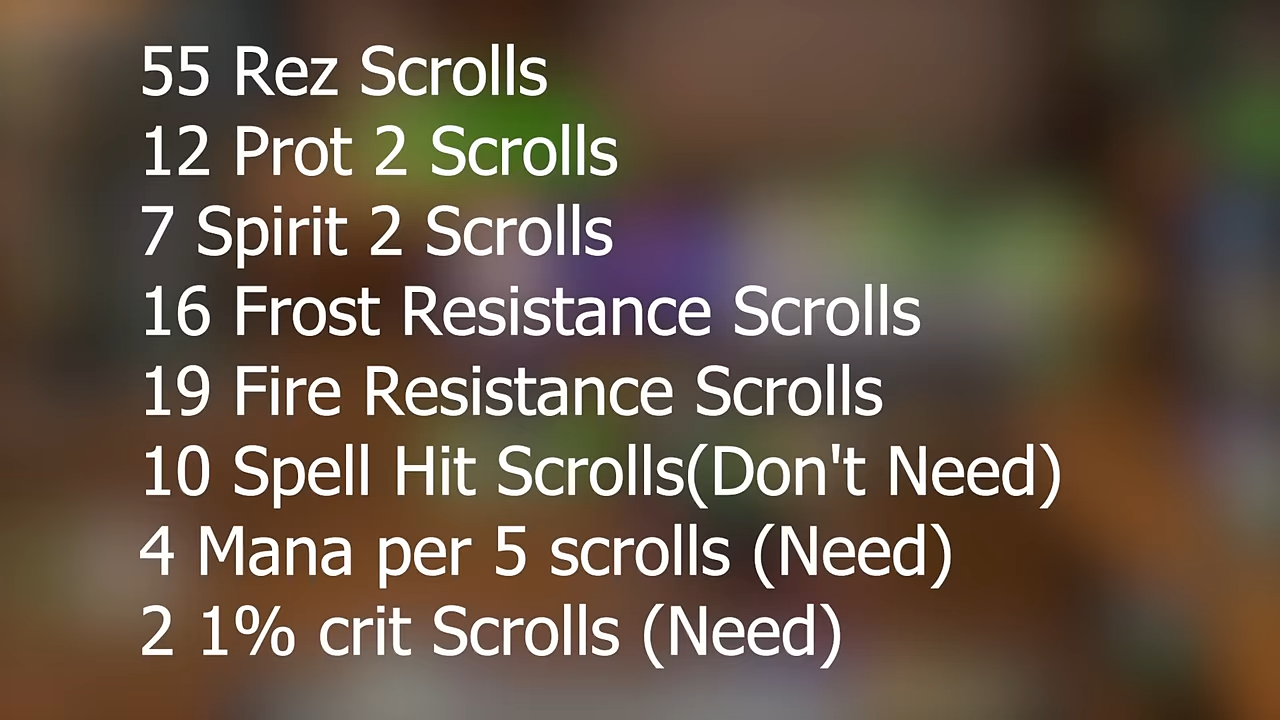 55 Rez Scrolls
12 Prot 2 Scrolls
7 Spirit 2 Scrolls
16 Frost Resistance Scrolls
19 Fire Resistance Scrolls
10 Spell Hit Scrolls(Don't Need)
4 Mana per 5 scrolls (Need)
2 1% crit Scrolls (Need)